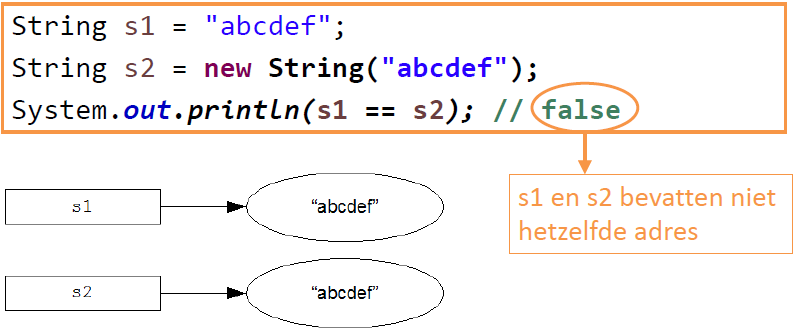 String s1 = "abcdef";
String s2 = new String("abcdef");
System.out.println(s1 == s2); // false
s1 en s2 bevatten niet
hetzelfde adres
s1
“abcdef”
s2
“abcdef”